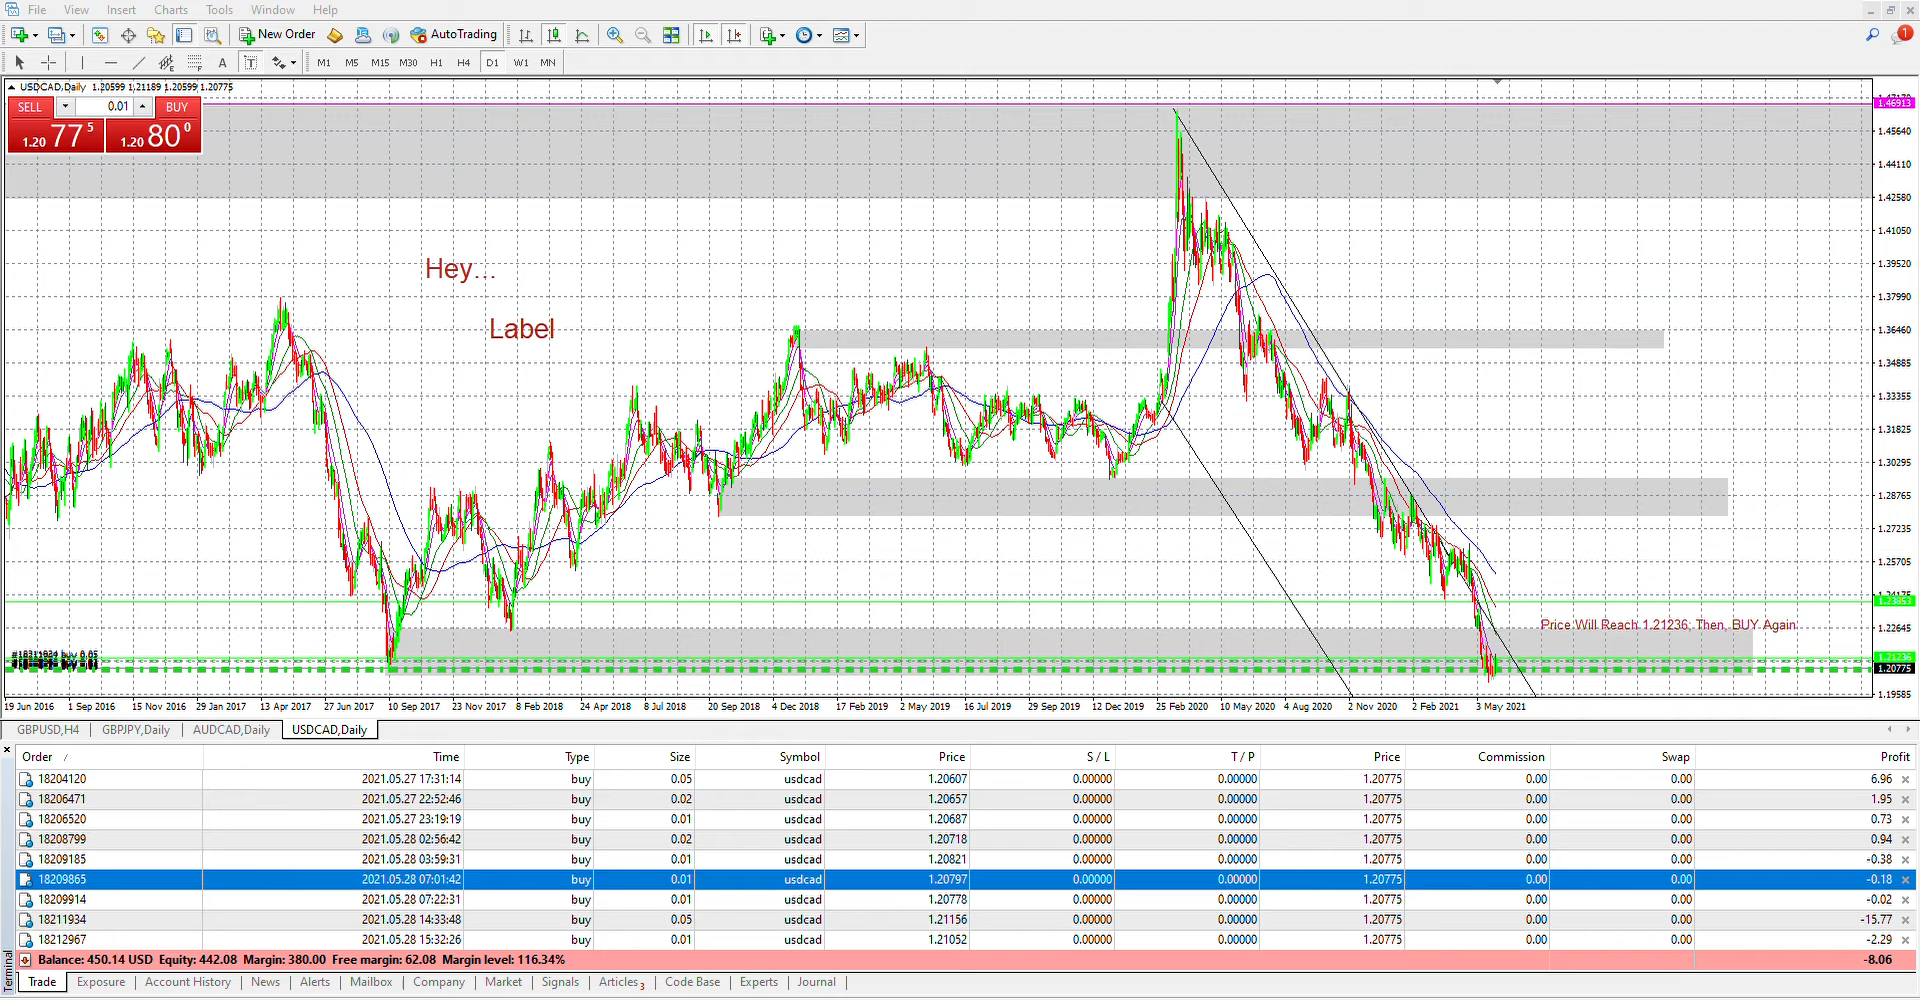 File View Insert Charts Tools Window Help
New Order AutoTrading 1
A T M1 M5 M15 M30 H1 H4 D1 W1 MN
USDCAD,Daily 1.20599 1.21189 1.20599 1.20775
SELL 0.01 BUY
1.20 77 5 1.20 80 0
1.46913
1.45640
1.44110
1.42580
1.41050
1.39520
1.37990
1.36460
1.34885
1.33355
1.31825
1.30295
1.28765
1.27235
1.25705
1.24175
1.23853
1.22645
1.21236
1.20775
1.19585
Hey...
Label
Price Will Reach 1.21236; Then, BUY Again
#18211934 buy 0.05
19 Jun 2016 1 Sep 2016 15 Nov 2016 29 Jan 2017 13 Apr 2017 27 Jun 2017 10 Sep 2017 23 Nov 2017 8 Feb 2018 24 Apr 2018 8 Jul 2018 20 Sep 2018 4 Dec 2018 17 Feb 2019 2 May 2019 16 Jul 2019 29 Sep 2019 12 Dec 2019 25 Feb 2020 10 May 2020 4 Aug 2020 2 Nov 2020 2 Feb 2021 3 May 2021
GBPUSD,H4 GBPJPY,Daily AUDCAD,Daily USDCAD,Daily
Order / Time Type Size Symbol Price S / L T / P Price Commission Swap Profit
18204120 2021.05.27 17:31:14 buy 0.05 usdcad 1.20607 0.00000 0.00000 1.20775 0.00 0.00 6.96
18206471 2021.05.27 22:52:46 buy 0.02 usdcad 1.20657 0.00000 0.00000 1.20775 0.00 0.00 1.95
18206520 2021.05.27 23:19:19 buy 0.01 usdcad 1.20687 0.00000 0.00000 1.20775 0.00 0.00 0.73
18208799 2021.05.28 02:56:42 buy 0.02 usdcad 1.20718 0.00000 0.00000 1.20775 0.00 0.00 0.94
18209185 2021.05.28 03:59:31 buy 0.01 usdcad 1.20821 0.00000 0.00000 1.20775 0.00 0.00 -0.38
18209865 2021.05.28 07:01:42 buy 0.01 usdcad 1.20797 0.00000 0.00000 1.20775 0.00 0.00 -0.18
18209914 2021.05.28 07:22:31 buy 0.01 usdcad 1.20778 0.00000 0.00000 1.20775 0.00 0.00 -0.02
18211934 2021.05.28 14:33:48 buy 0.05 usdcad 1.21156 0.00000 0.00000 1.20775 0.00 0.00 -15.77
18212967 2021.05.28 15:32:26 buy 0.01 usdcad 1.21052 0.00000 0.00000 1.20775 0.00 0.00 -2.29
Balance: 450.14 USD Equity: 442.08 Margin: 380.00 Free margin: 62.08 Margin level: 116.34% -8.06
Terminal
Trade Exposure Account History News Alerts Mailbox Company Market Signals Articles 3 Code Base Experts Journal